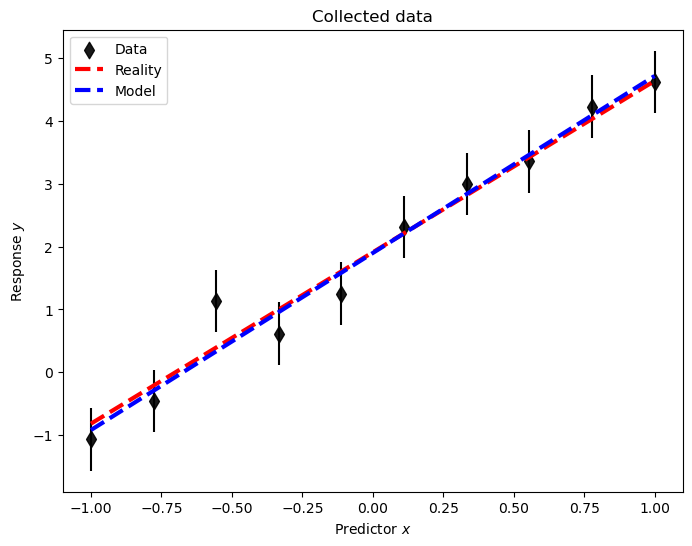 Collected data
Data
Reality
Model
Response y
5
4
3
2
1
0
−1
−1.00 −0.75 −0.50 −0.25 0.00 0.25 0.50 0.75 1.00
Predictor x